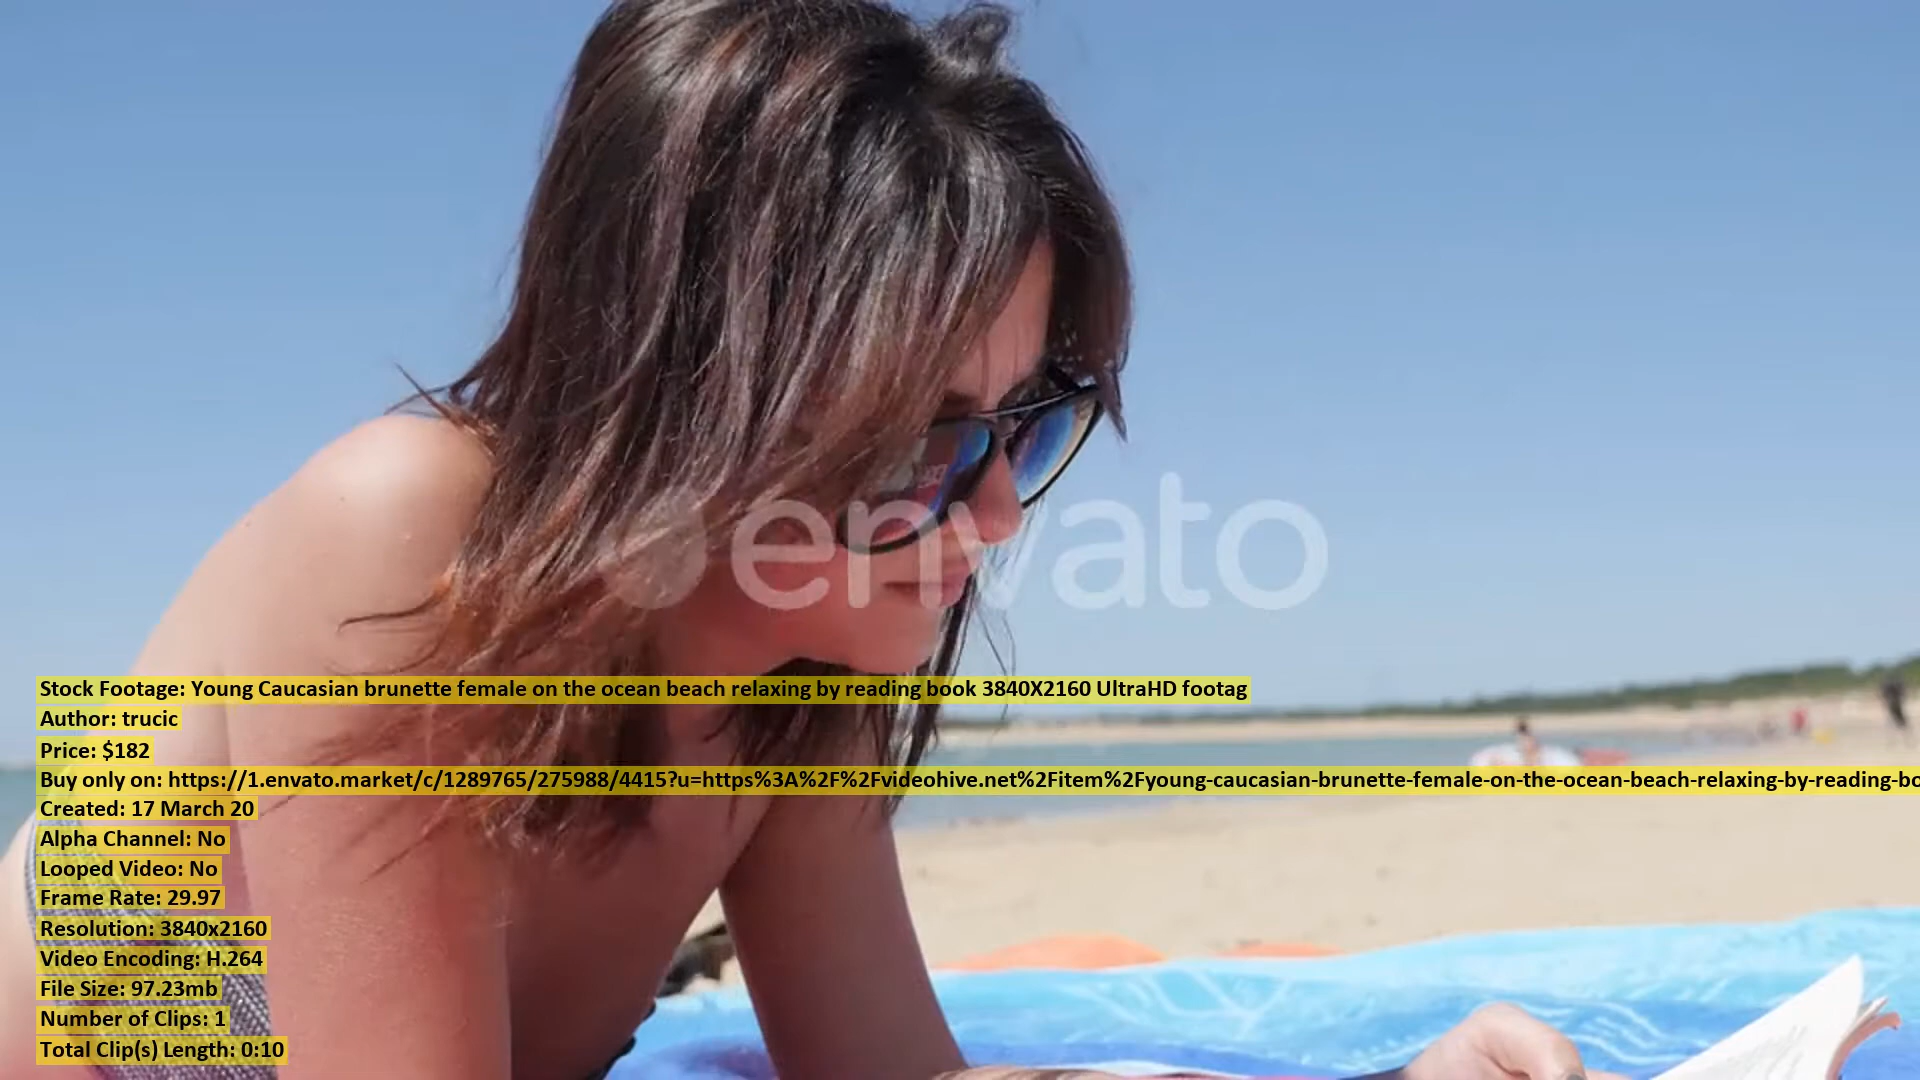 envato
Stock Footage: Young Caucasian brunette female on the ocean beach relaxing by reading book 3840X2160 UltraHD footag
Author: trucic
Price: $182
Buy only on: https://1.envato.market/c/1289765/275988/4415?u=https%3A%2F%2Fvideohive.net%2Fitem%2Fyoung-caucasian-brunette-female-on-the-ocean-beach-relaxing-by-reading-bo
Created: 17 March 20
Alpha Channel: No
Looped Video: No
Frame Rate: 29.97
Resolution: 3840x2160
Video Encoding: H.264
File Size: 97.23mb
Number of Clips: 1
Total Clip(s) Length: 0:10